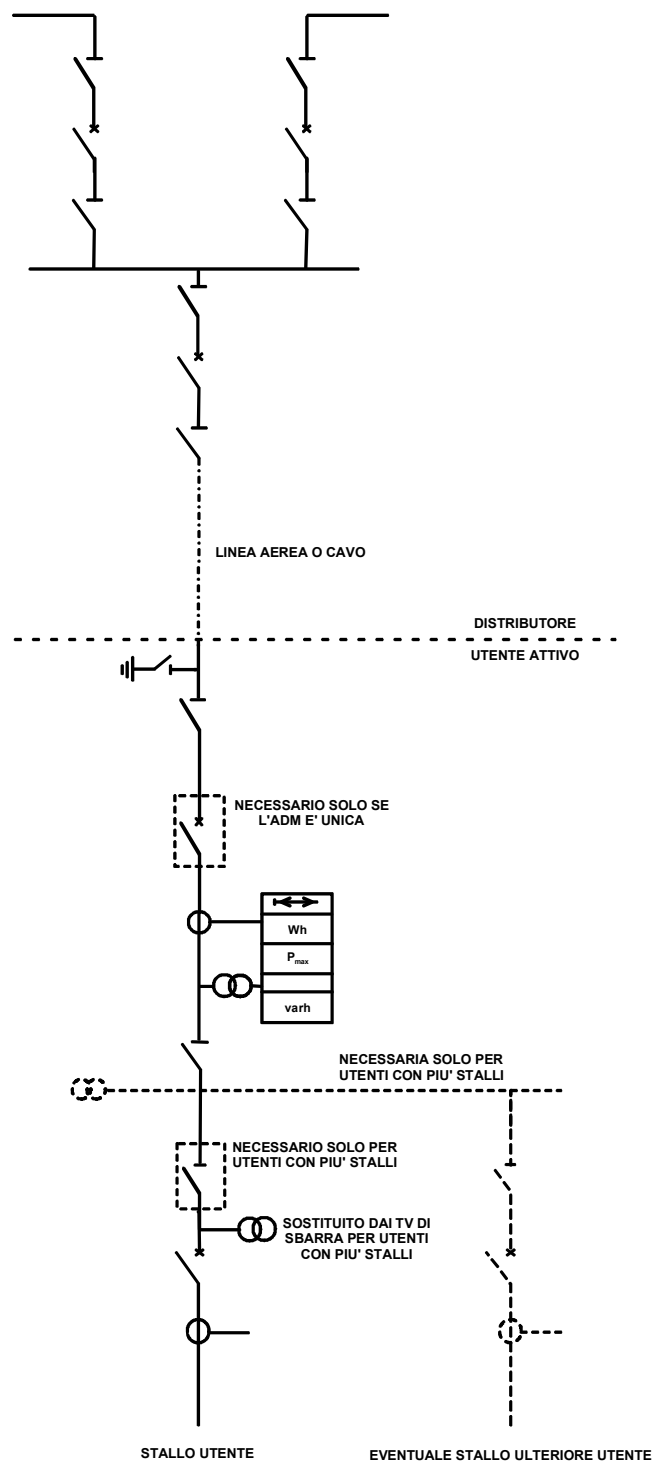 LINEA AEREA O CAVO
DISTRIBUTORE
UTENTE ATTIVO
NECESSARIO SOLO SE
L'ADM E' UNICA
Wh
Pmax
varh
NECESSARIA SOLO PER
UTENTI CON PIU' STALLI
NECESSARIO SOLO PER
UTENTI CON PIU' STALLI
SOSTITUITO DAI TV DI
SBARRA PER UTENTI
CON PIU' STALLI
STALLO UTENTE
EVENTUALE STALLO ULTERIORE UTENTE